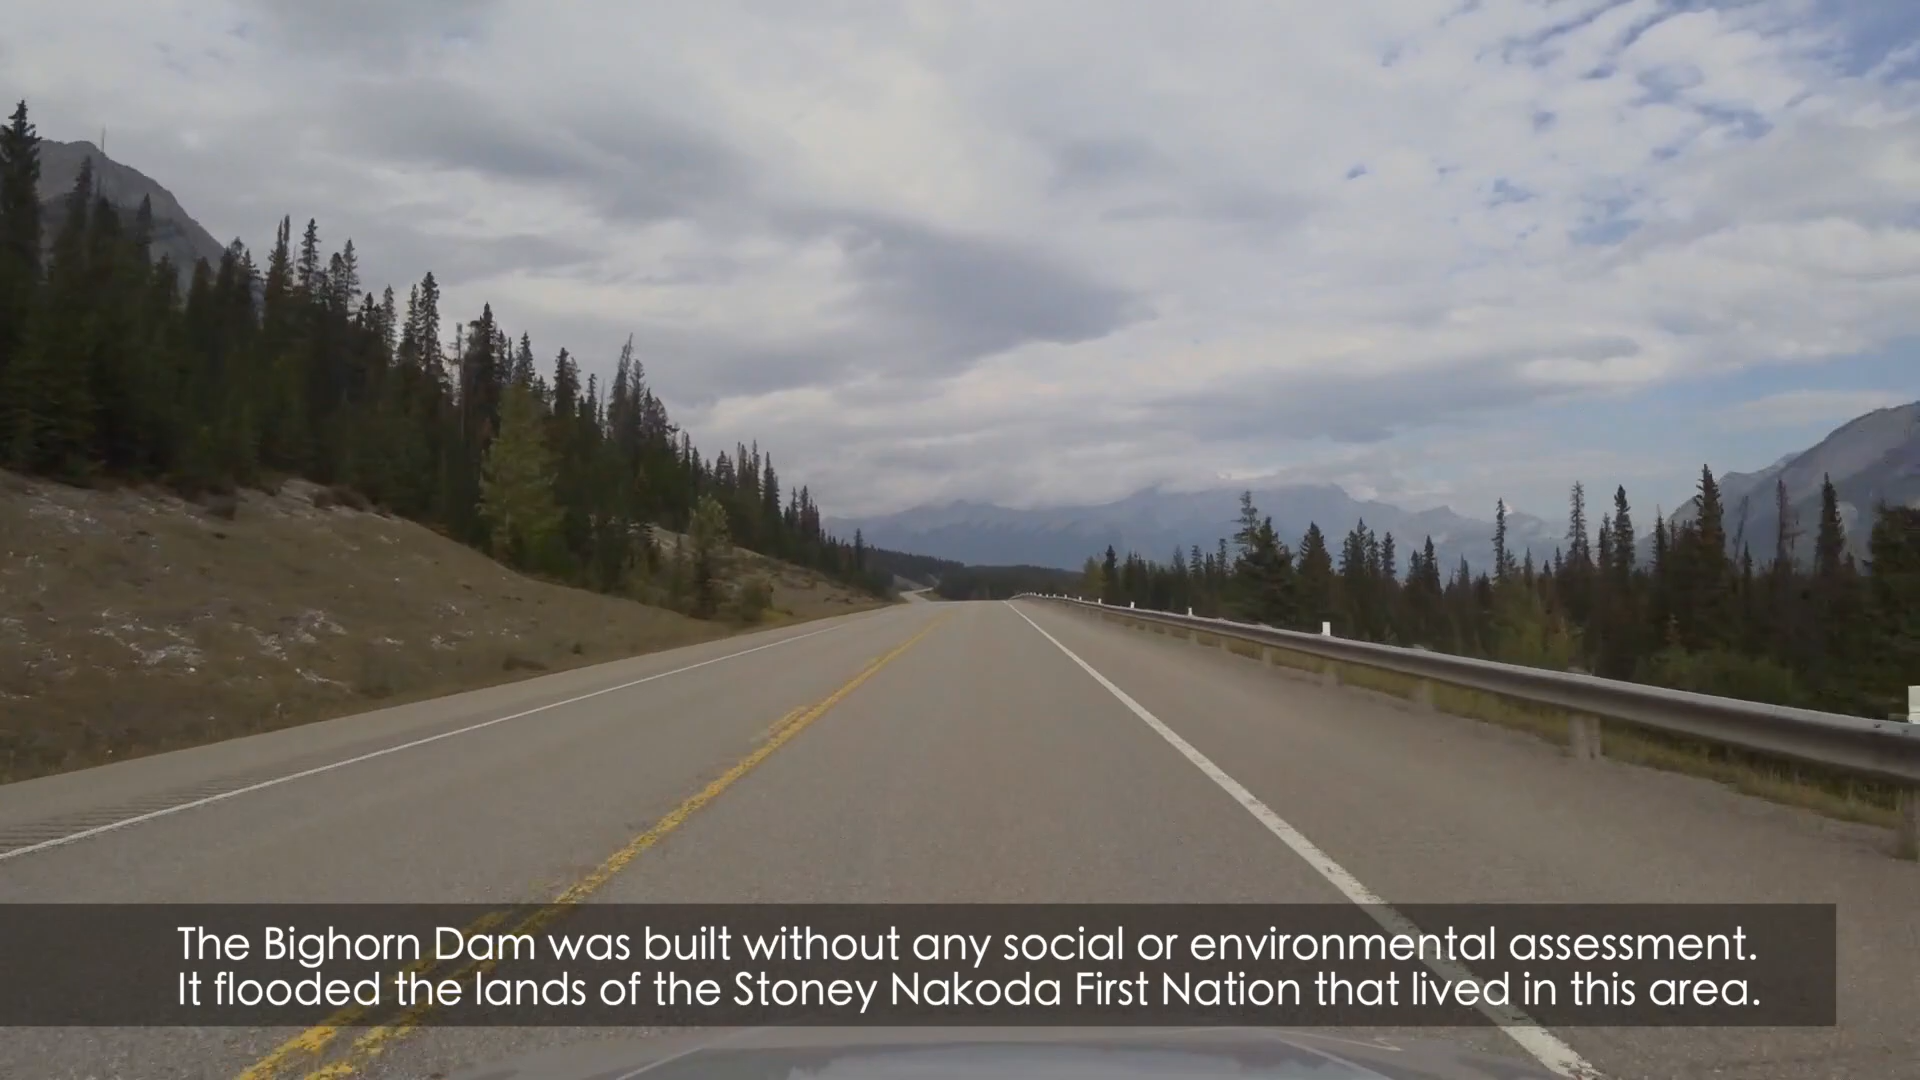 The Bighorn Dam was built without any social or environmental assessment.
It flooded the lands of the Stoney Nakoda First Nation that lived in this area.